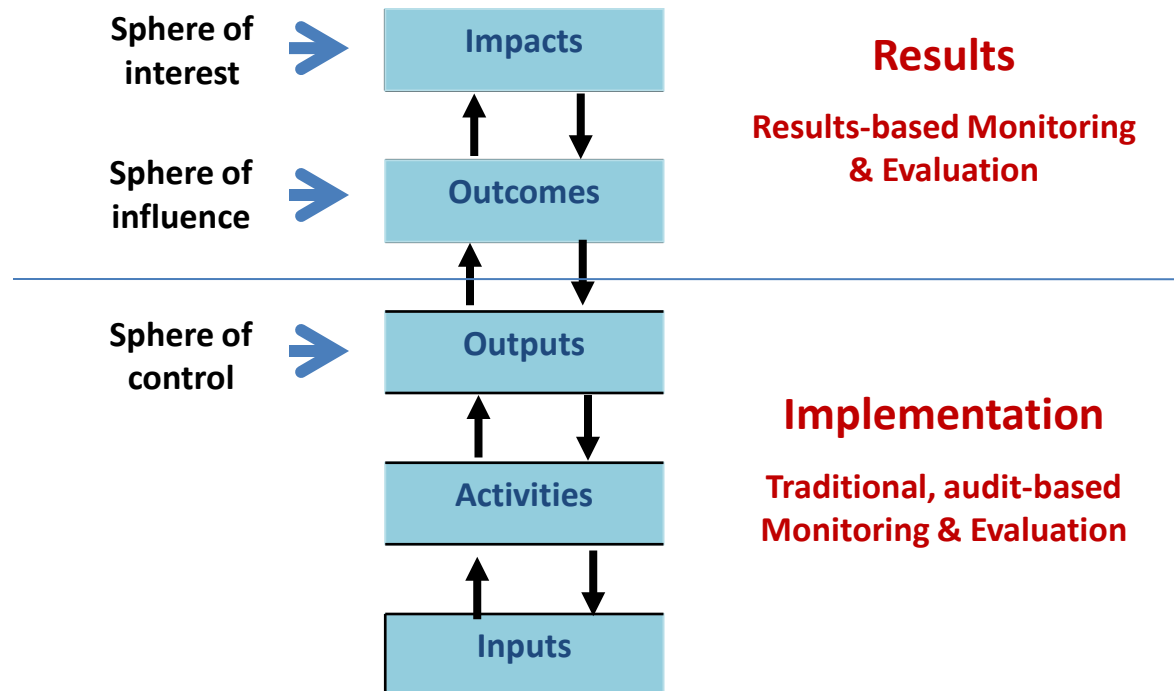 Sphere of
interest
Impacts
Results
Results-based Monitoring
& Evaluation
Sphere of
influence
Outcomes
Sphere of
control
Outputs
Implementation
Traditional, audit-based
Monitoring & Evaluation
Activities
Inputs